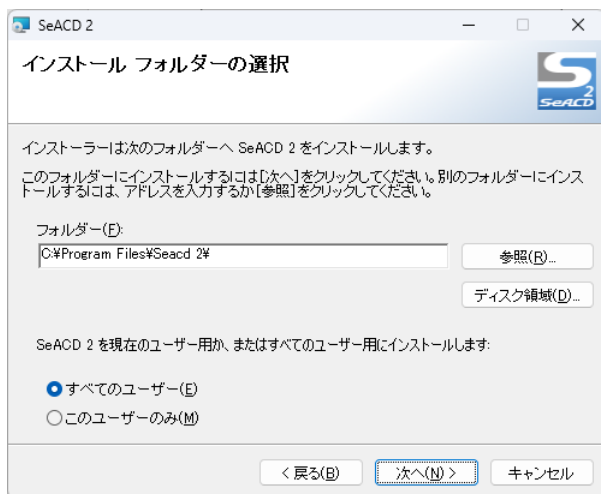 SeACD 2
インストール フォルダーの選択
S 2
SeACD
インストーラーは次のフォルダーへ SeACD 2 をインストールします。
このフォルダーにインストールするには[次へ]をクリックしてください。別のフォルダーにインス
トールするには、アドレスを入力するか[参照]をクリックしてください。
フォルダー(F):
C:¥Program Files¥Seacd 2¥
参照(R)...
ディスク領域(D)...
SeACD 2 を現在のユーザー用か、またはすべてのユーザー用にインストールします:
すべてのユーザー(E)
このユーザーのみ(M)
< 戻る(B)
次へ(N) >
キャンセル